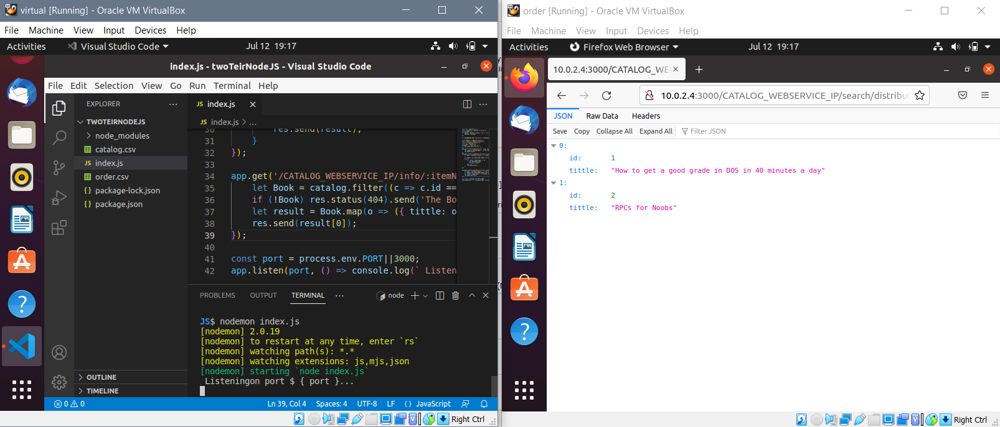 virtual [Running] - Oracle VM VirtualBox
File Machine View Input Devices Help
Activities Visual Studio Code Jul 12 19:17
index.js - twoTeirNodeJS - Visual Studio Code
File Edit Selection View Go Run Terminal Help
EXPLORER
TWOTEIRNODEJS
node_modules
catalog.csv
JS index.js
order.csv
{} package-lock.json
{} package.json
OUTLINE
TIMELINE
JS index.js
JS index.js > ...
30 res.send(result);
31 }
32 });
33
34 app.get('/CATALOG_WEBSERVICE_IP/info/:itemN
35 let Book = catalog.filter((c => c.id ==
36 if (!Book) res.status(404).send('The Bo
37 let result = Book.map(o => ({ tittle: o
38 res.send(result[0]);
39 });
40
41 const port = process.env.PORT||3000;
42 app.listen(port, () => console.log(` Listen
PROBLEMS OUTPUT TERMINAL ... node
JS$ nodemon index.js
[nodemon] 2.0.19
[nodemon] to restart at any time, enter `rs`
[nodemon] watching path(s): *.*
[nodemon] watching extensions: js,mjs,json
[nodemon] starting `node index.js`
Listeningon port $ { port }...
0 0 Ln 39, Col 4 Spaces: 4 UTF-8 LF {} JavaScript
Right Ctrl
order [Running] - Oracle VM VirtualBox
File Machine View Input Devices Help
Activities Firefox Web Browser Jul 12 19:17
10.0.2.4:3000/CATALOG_WE
10.0.2.4:3000/CATALOG_WEBSERVICE_IP/search/distribut
JSON Raw Data Headers
Save Copy Collapse All Expand All Filter JSON
0:
id: 1
tittle: "How to get a good grade in DOS in 40 minutes a day"
1:
id: 2
tittle: "RPCs for Noobs"
Right Ctrl